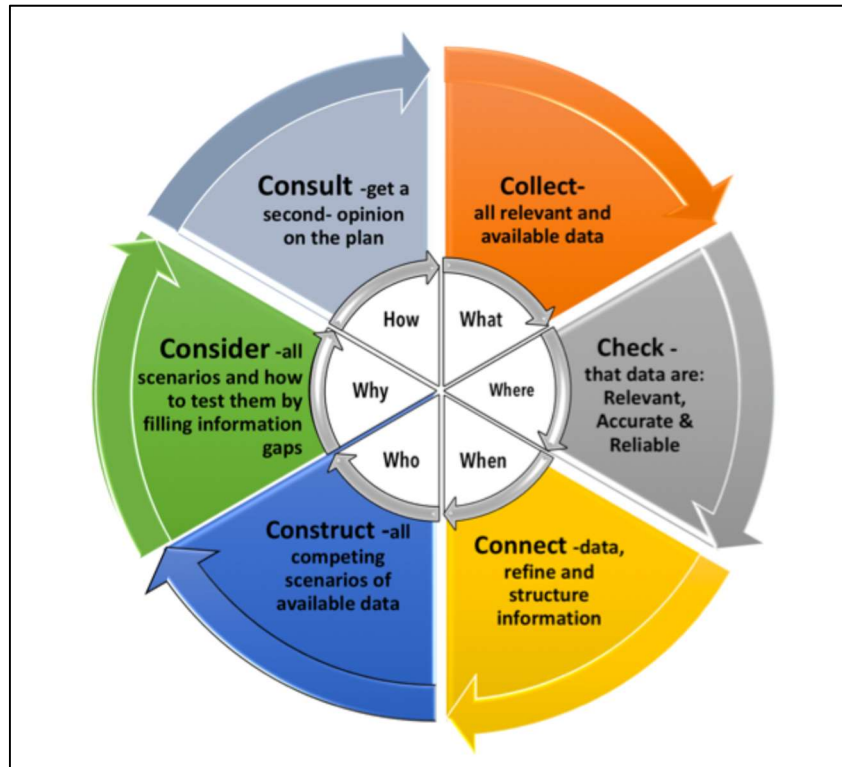 Collect-
all relevant and
available data
Check -
that data are:
Relevant,
Accurate &
Reliable
Connect -data,
refine and
structure
information
Construct -all
competing
scenarios of
available data
Consider -all
scenarios and how
to test them by
filling information
gaps
Consult -get a
second- opinion
on the plan
What
Where
When
Who
Why
How